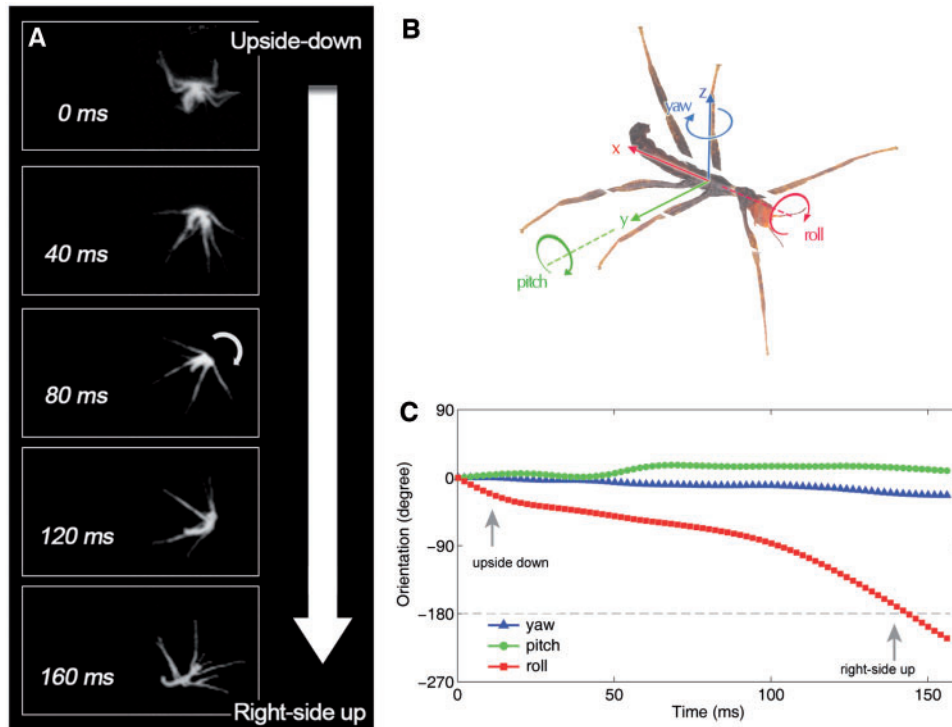 A
Upside-down
0 ms
40 ms
80 ms
120 ms
160 ms
Right-side up
B
z
yaw
x
y
roll
pitch
C
90
0
−90
−180
−270
Orientation (degree)
upside down
right-side up
yaw
pitch
roll
0
50
100
150
Time (ms)